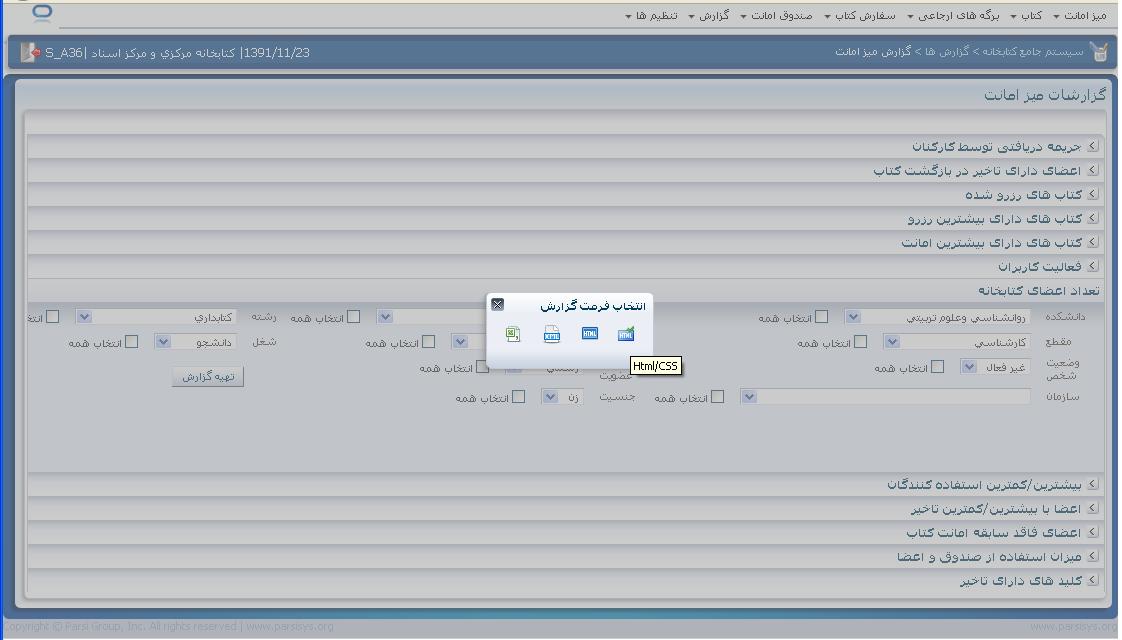 میز امانت کتاب برگه های ارجاعی سفارش کتاب صندوق امانت گزارش تنظیم ها
سیستم جامع کتابخانه > گزارش ها > گزارش میز امانت
1391/11/23| کتابخانه مرکزي و مرکز اسناد |S_A36
گزارشات میز امانت
جریمه دریافتی توسط کارکنان
اعضای دارای تاخیر در بازگشت کتاب
کتاب های رزرو شده
کتاب های دارای بیشترین رزرو
کتاب های دارای بیشترین امانت
فعالیت کاربران
تعداد اعضای کتابخانه
انتخاب فرمت گزارش
Html/CSS
دانشکده روانشناسي وعلوم تربيتي انتخاب همه انتخاب همه رشته کتابداري
مقطع کارشناسي انتخاب همه انتخاب همه شغل دانشجو انتخاب همه
وضعیت شخص غیر فعال انتخاب همه عضویت رسمی انتخاب همه تهیه گزارش
سازمان انتخاب همه جنسیت زن انتخاب همه
بیشترین/کمترین استفاده کنندگان
اعضا با بیشترین/کمترین تاخیر
اعضای فاقد سابقه امانت کتاب
میزان استفاده از صندوق و اعضا
کلید های دارای تاخیر
Copyright © Parsi Group, Inc. All rights reserved | www.parsisys.org
www.parsisys.org